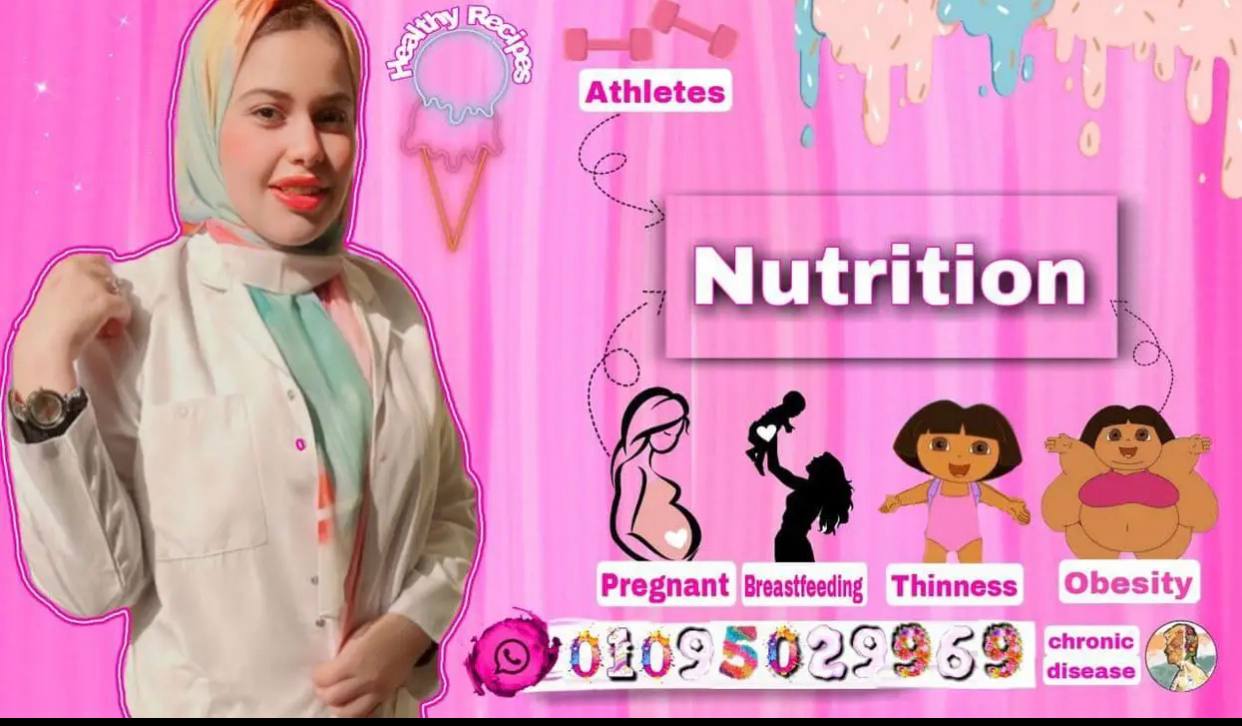 Healthy Recipes
Athletes
Nutrition
Pregnant
Breastfeeding
Thinness
Obesity
01095029969
chronic
disease